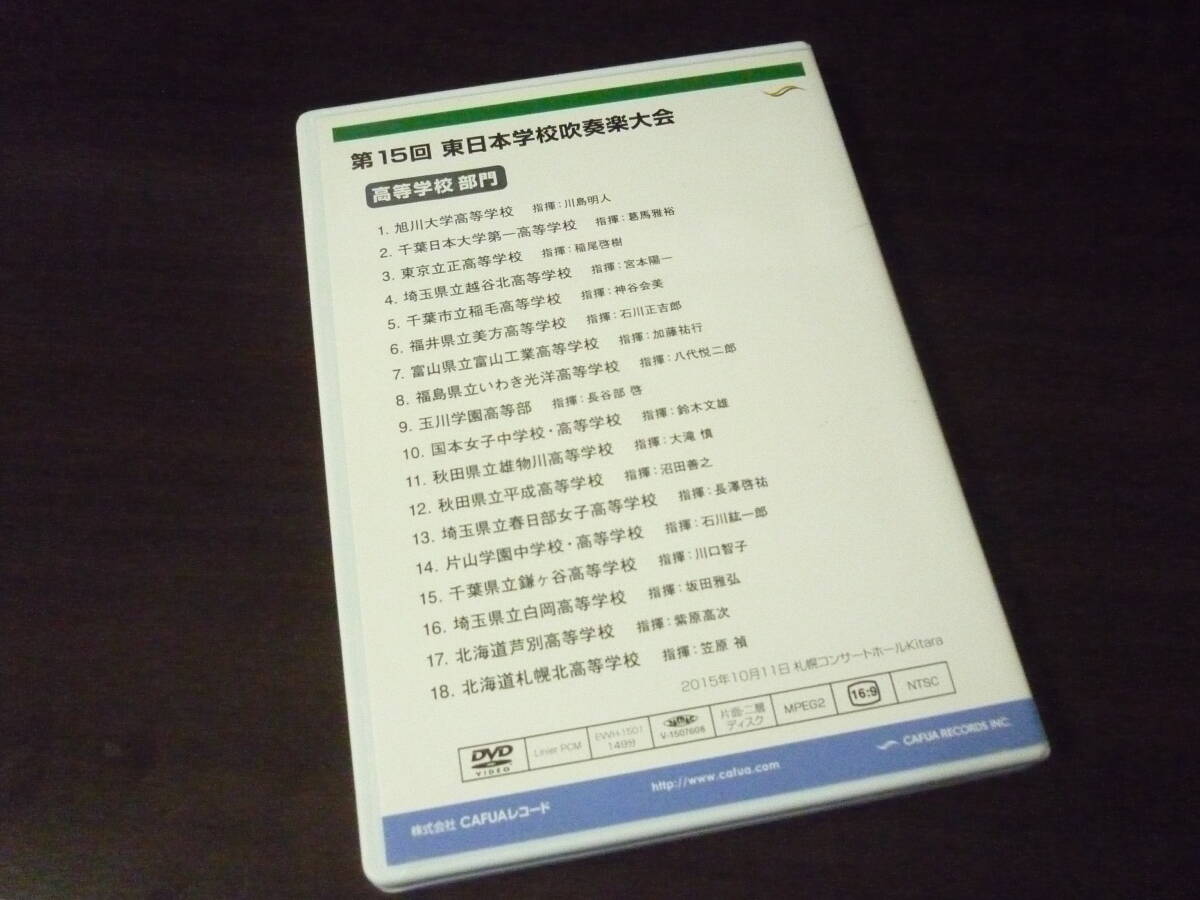 第15回 東日本学校吹奏楽大会
高等学校 部門
1. 旭川大学高等学校 指揮：川島明人
2. 千葉日本大学第一高等学校 指揮：葛馬雅裕
3. 東京立正高等学校 指揮：稲尾啓樹
4. 埼玉県立越谷北高等学校 指揮：宮本陽一
5. 千葉市立稲毛高等学校 指揮：神谷会美
6. 福井県立美方高等学校 指揮：石川正吉郎
7. 富山県立富山工業高等学校 指揮：加藤祐行
8. 福島県立いわき光洋高等学校 指揮：八代悦二郎
9. 玉川学園高等部 指揮：長谷部 啓
10. 国本女子中学校・高等学校 指揮：鈴木文雄
11. 秋田県立雄物川高等学校 指揮：大滝 慎
12. 秋田県立平成高等学校 指揮：沼田善之
13. 埼玉県立春日部女子高等学校 指揮：長澤啓祐
14. 片山学園中学校・高等学校 指揮：石川紘一郎
15. 千葉県立鎌ヶ谷高等学校 指揮：川口智子
16. 埼玉県立白岡高等学校 指揮：坂田雅弘
17. 北海道芦別高等学校 指揮：紫原高次
18. 北海道札幌北高等学校 指揮：笠原 禎
2015年10月11日 札幌コンサートホールKitara
DVD VIDEO
Linier PCM
EWH-1501
149分
V-1507608
片面・二層
ディスク
MPEG2
16:9
NTSC
株式会社 CAFUAレコード
http://www.cafua.com
CAFUA RECORDS INC.